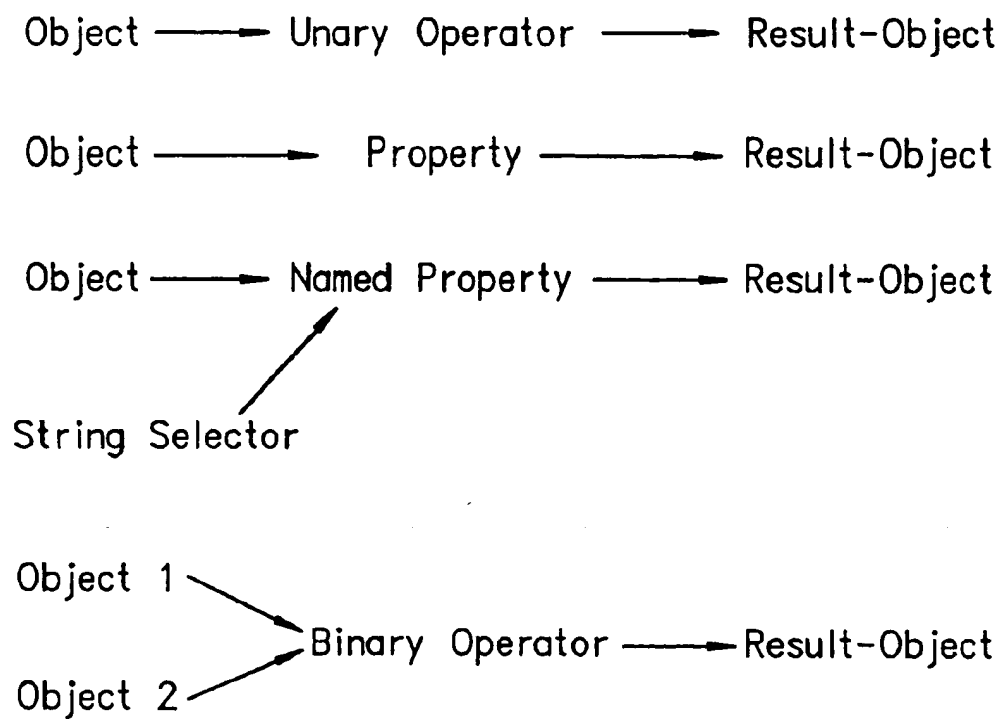 Object Unary Operator Result-Object
Object Property Result-Object
Object Named Property Result-Object
String Selector
Object 1
Binary Operator Result-Object
Object 2